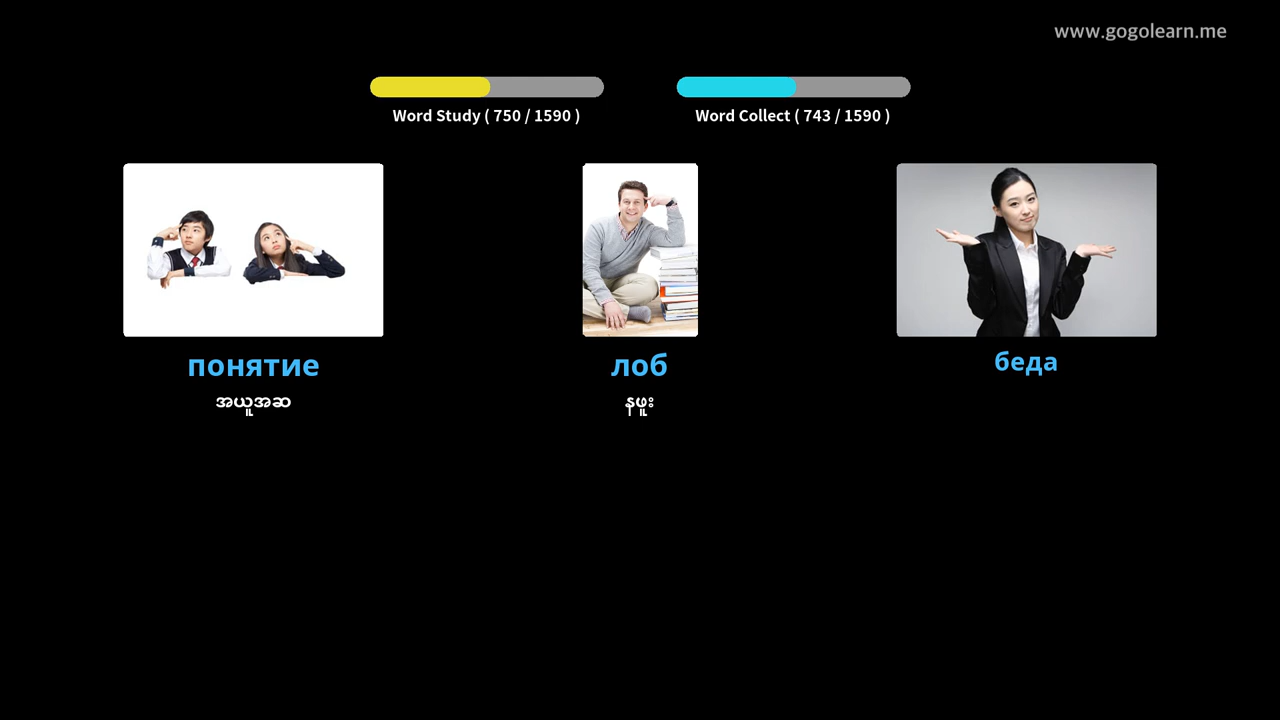 www.gogolearn.me
Word Study ( 750 / 1590 )
Word Collect ( 743 / 1590 )
понятие
အယူအဆ
лоб
နဖူး
беда